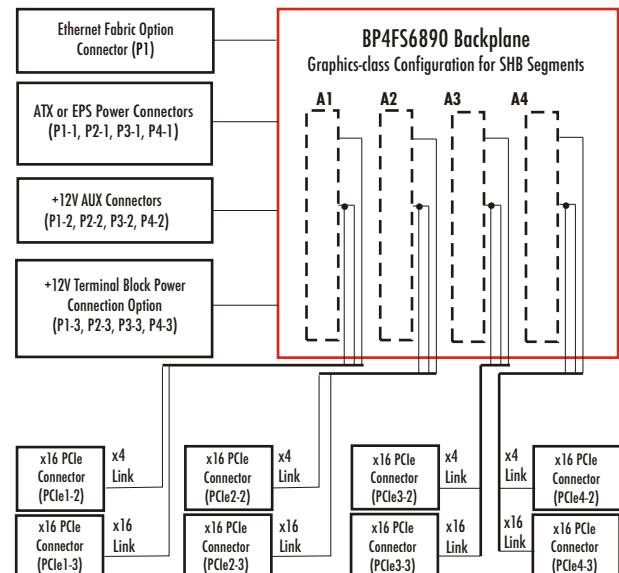 Ethernet Fabric Option
Connector (P1)
BP4FS6890 Backplane
Graphics-class Configuration for SHB Segments
ATX or EPS Power Connectors
(P1-1, P2-1, P3-1, P4-1)
+12V AUX Connectors
(P1-2, P2-2, P3-2, P4-2)
+12V Terminal Block Power
Connection Option
(P1-3, P2-3, P3-3, P4-3)
A1
A2
A3
A4
x16 PCIe
Connector
(PCIe1-2)
x4
Link
x16 PCIe
Connector
(PCIe2-2)
x4
Link
x16 PCIe
Connector
(PCIe3-2)
x4
Link
x4
Link
x16 PCIe
Connector
(PCIe4-2)
x16 PCIe
Connector
(PCIe1-3)
x16
Link
x16 PCIe
Connector
(PCIe2-3)
x16
Link
x16 PCIe
Connector
(PCIe3-3)
x16
Link
x16
Link
x16 PCIe
Connector
(PCIe4-3)